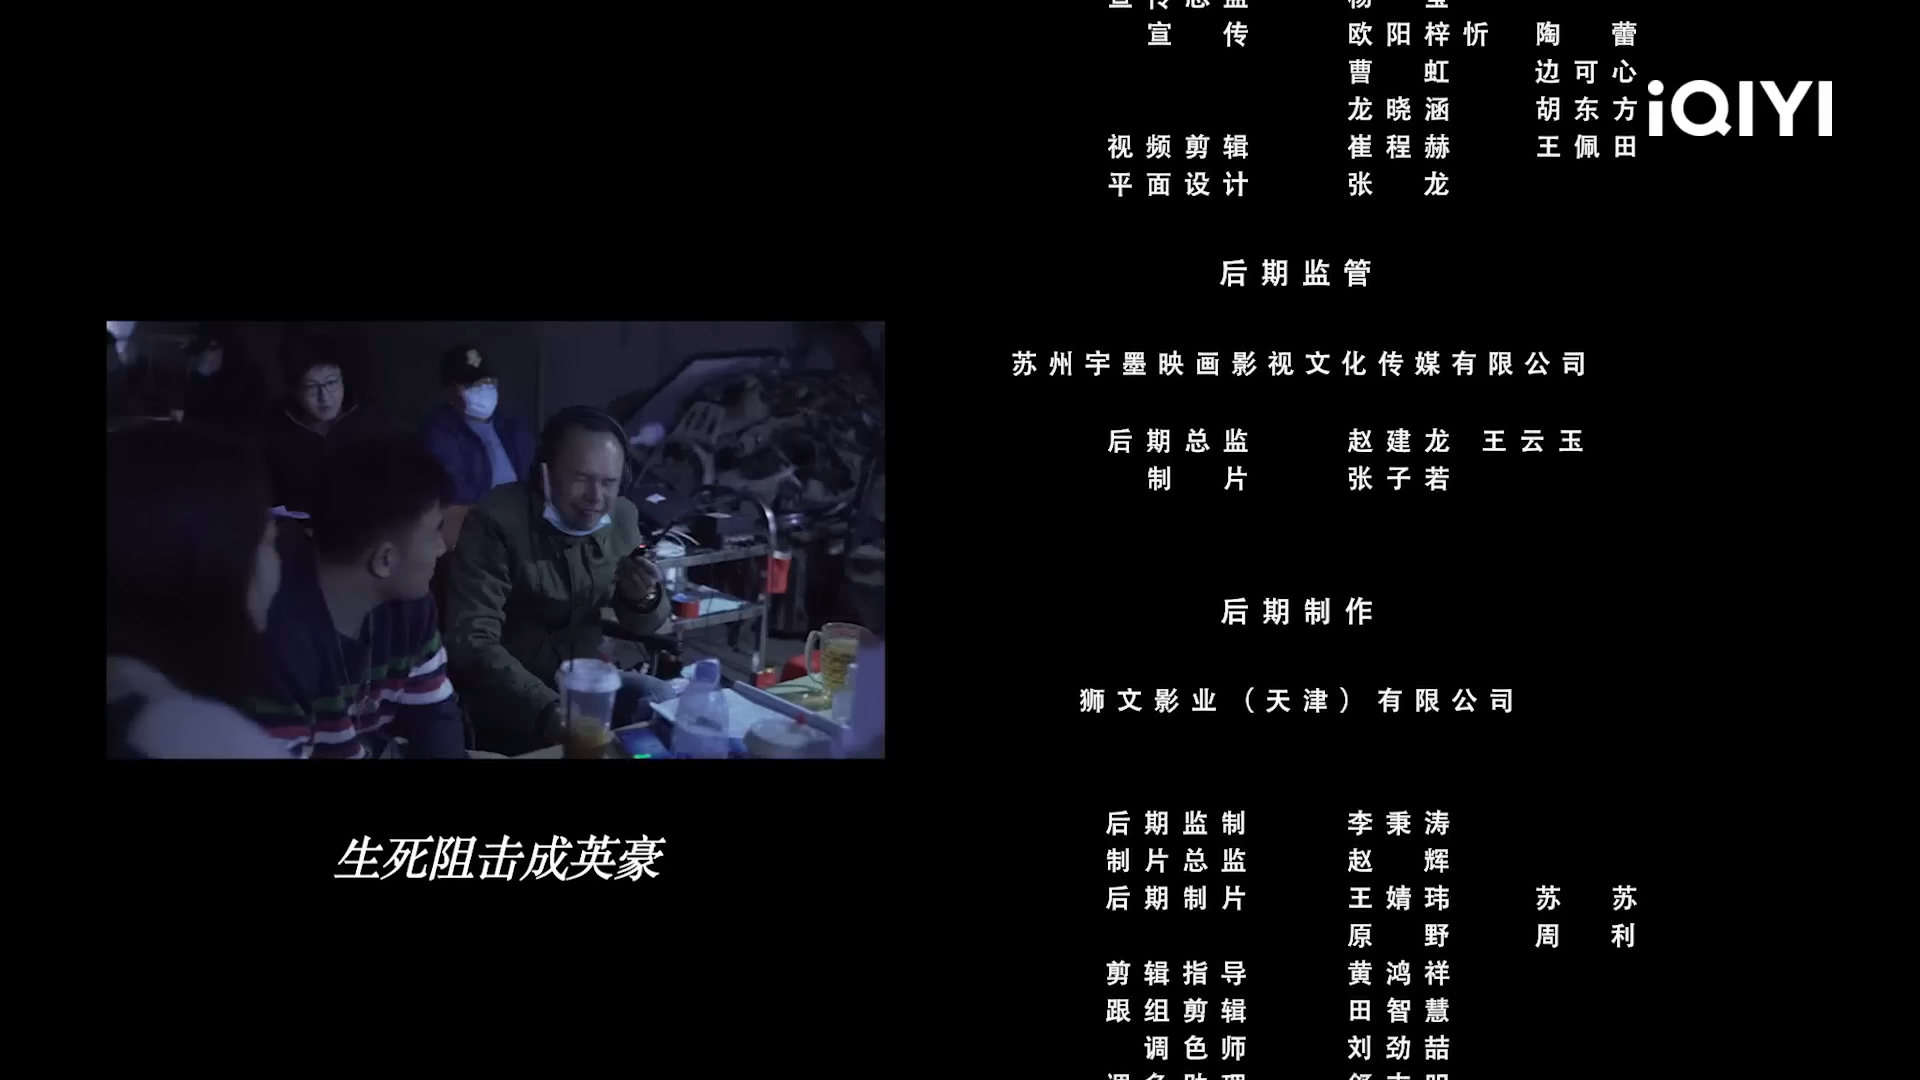 宣传总监 杨 莹
宣 传 欧阳梓忻 陶 蕾
曹 虹 边可心
龙晓涵 胡东方
iQIYI
视频剪辑 崔程赫 王佩田
平面设计 张 龙
后期监管
苏州宇墨映画影视文化传媒有限公司
后期总监 赵建龙 王云玉
制 片 张子若
后期制作
狮文影业（天津）有限公司
后期监制 李秉涛
制片总监 赵 辉
后期制片 王婧玮 苏 苏
原 野 周 利
剪辑指导 黄鸿祥
跟组剪辑 田智慧
调色师 刘劲喆
生死阻击成英豪